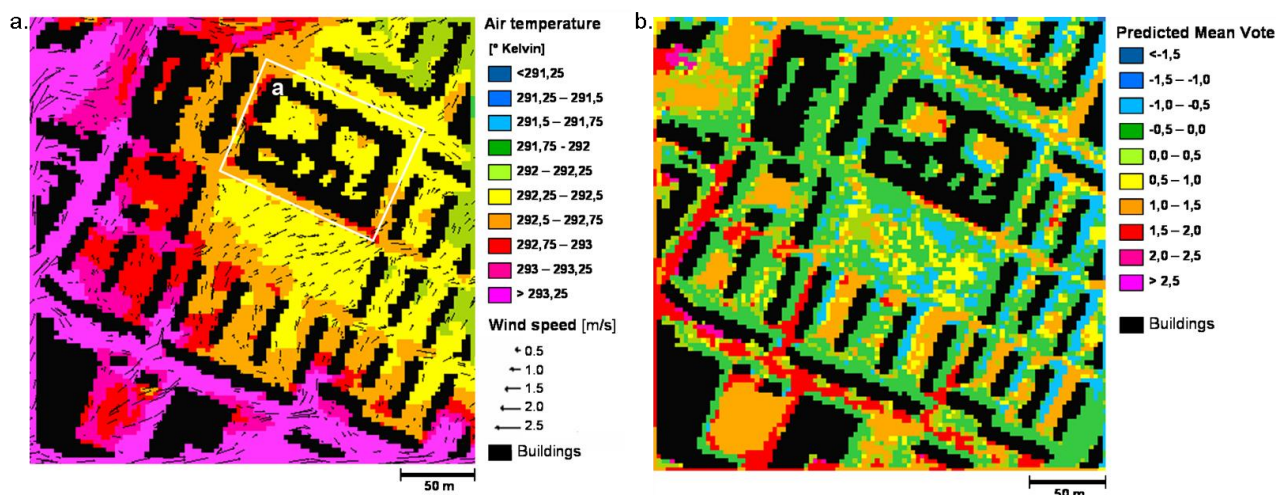 a.
a
Air temperature
[° Kelvin]
<291,25
291,25 – 291,5
291,5 – 291,75
291,75 - 292
292 – 292,25
292,25 – 292,5
292,5 – 292,75
292,75 – 293
293 – 293,25
> 293,25
Wind speed [m/s]
0.5
1.0
1.5
2.0
2.5
Buildings
50 m
b.
Predicted Mean Vote
<-1,5
-1,5 – -1,0
-1,0 – -0,5
-0,5 – 0,0
0,0 – 0,5
0,5 – 1,0
1,0 – 1,5
1,5 – 2,0
2,0 – 2,5
> 2,5
Buildings
50 m